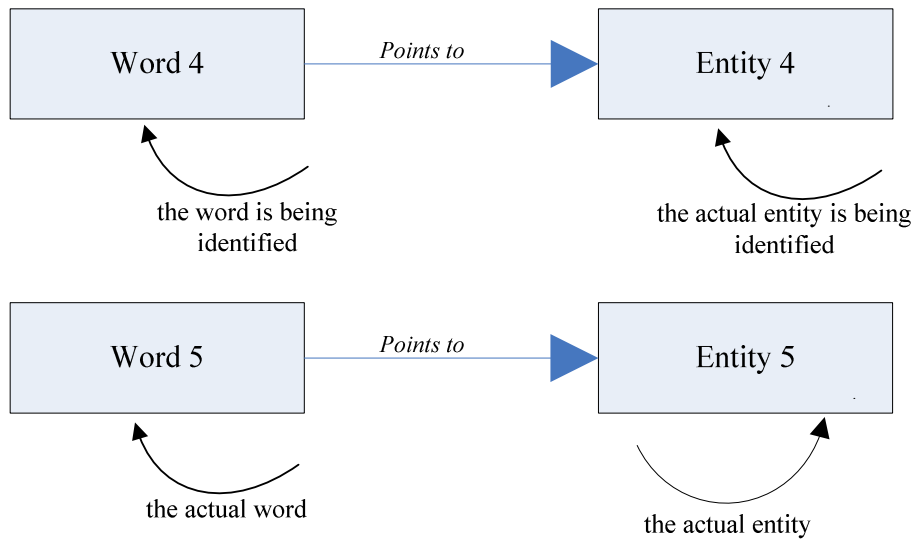 Word 4
Points to
Entity 4
the word is being
identified
the actual entity is being
identified
Word 5
Points to
Entity 5
the actual word
the actual entity